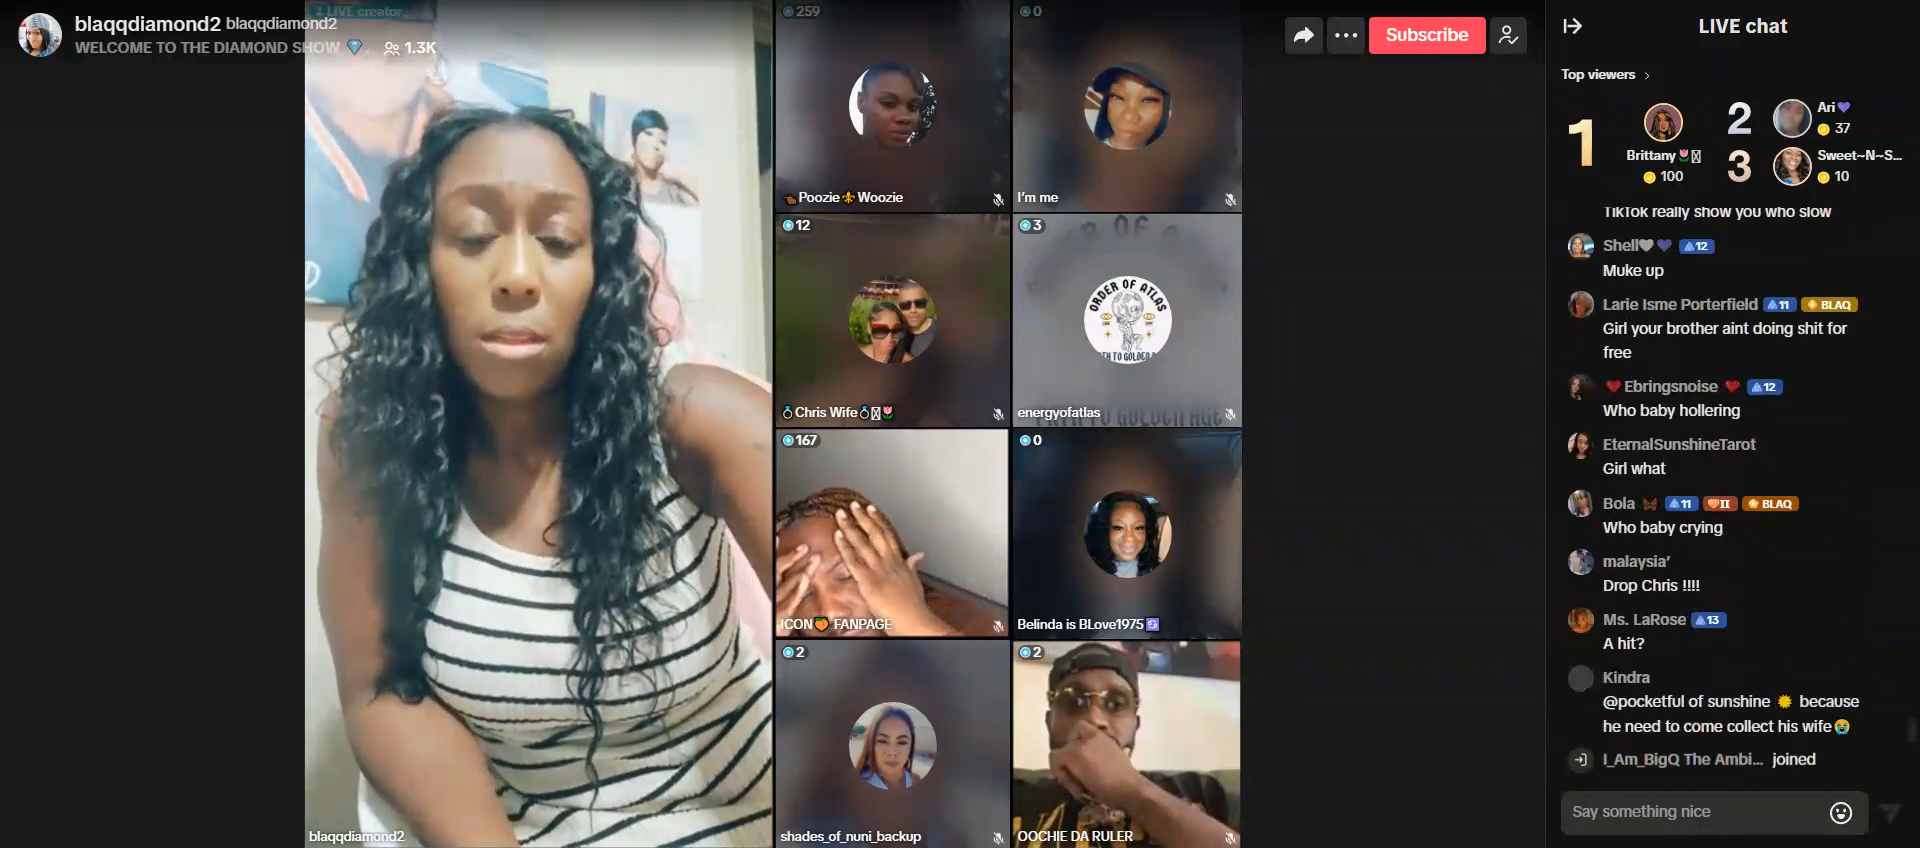 blaqqdiamond2 blaqqdiamond2
WELCOME TO THE DIAMOND SHOW 1.3K
LIVE creator
259
0
Subscribe
Poozie ⚜️ Woozie
I'm me
12
3
ORDER OF ATLAS
💍Chris Wife💍🌷
energyofatlas
167
0
ICON🍑 FANPAGE
Belinda is BLove1975♋
2
2
blaqqdiamond2
shades_of_nuni_backup
OOCHIE DA RULER
LIVE chat
Top viewers >
1
Brittany🌷
100
2
Ari💜
37
3
Sweet~N~S...
10
TikTok really show you who slow
Shell🤍💜 12
Muke up
Larie Isme Porterfield 11 BLAQ
Girl your brother aint doing shit for
free
❤️Ebringsnoise ❤️ 12
Who baby hollering
EternalSunshineTarot
Girl what
Bola 🦋 11 II BLAQ
Who baby crying
malaysia'
Drop Chris !!!!
Ms. LaRose 13
A hit?
Kindra
@pocketful of sunshine ☀️ because
he need to come collect his wife😭
I_Am_BigQ The Ambi... joined
Say something nice